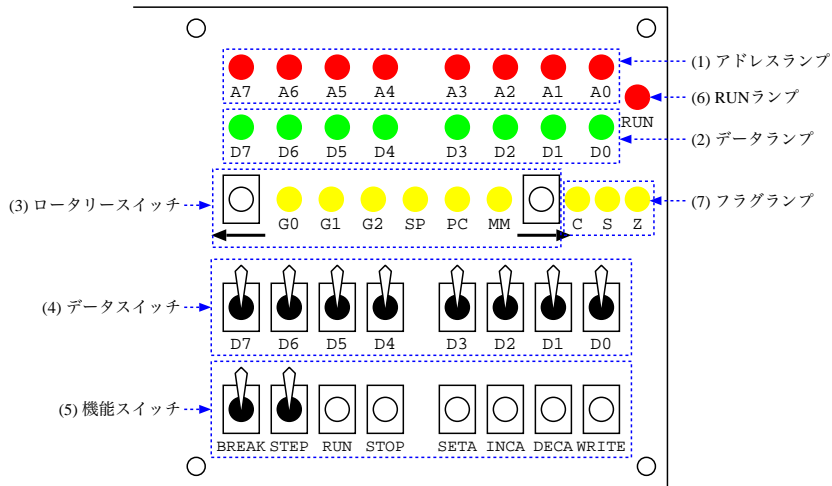 A7 A6 A5 A4 A3 A2 A1 A0
(1) アドレスランプ
(6) RUNランプ
RUN
(2) データランプ
D7 D6 D5 D4 D3 D2 D1 D0
(3) ロータリースイッチ
G0 G1 G2 SP PC MM
C S Z
(7) フラグランプ
(4) データスイッチ
D7 D6 D5 D4 D3 D2 D1 D0
(5) 機能スイッチ
BREAK STEP RUN STOP SETA INCA DECA WRITE